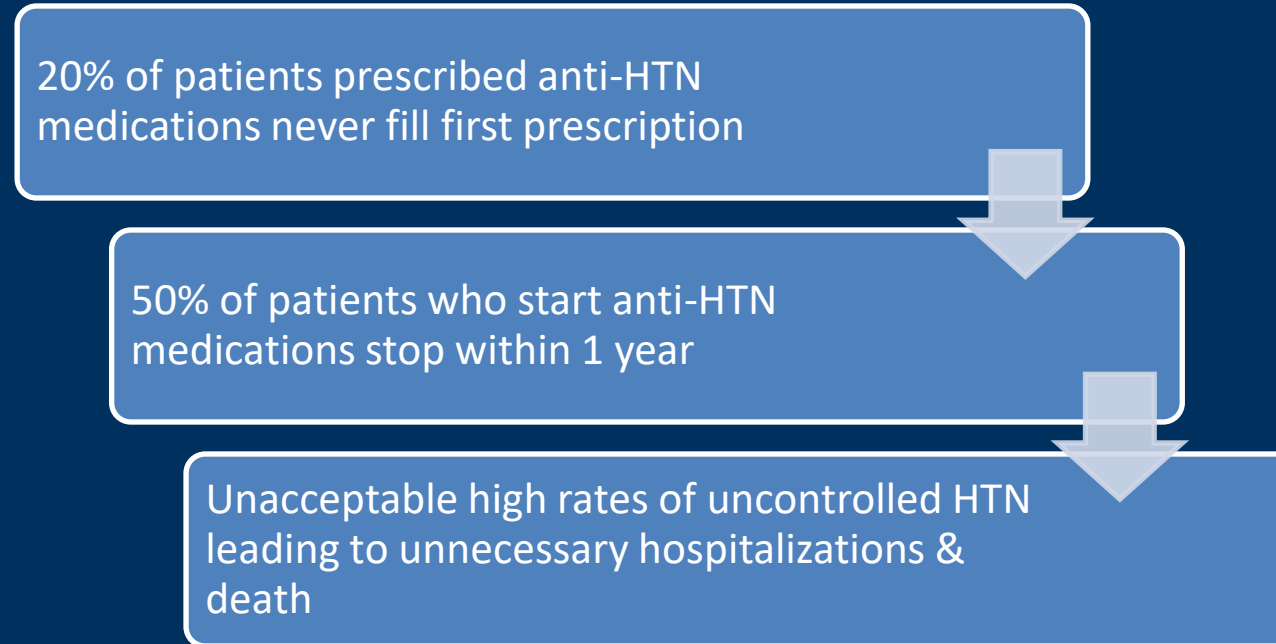 20% of patients prescribed anti-HTN
medications never fill first prescription
50% of patients who start anti-HTN
medications stop within 1 year
Unacceptable high rates of uncontrolled HTN
leading to unnecessary hospitalizations &
death